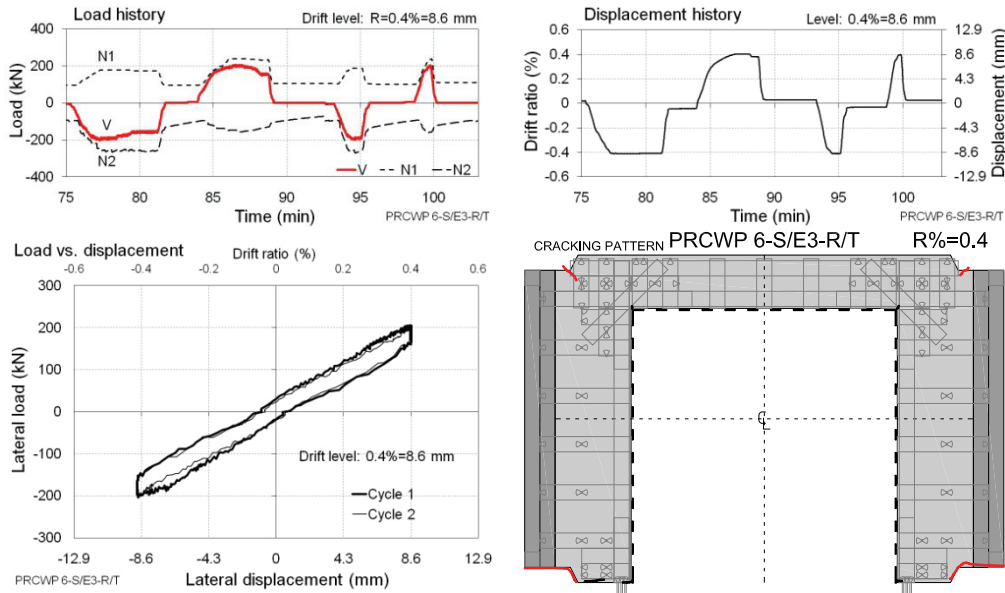 Load history
Drift level: R=0.4%=8.6 mm
400
200
0
-200
-400
Load (kN)
N1
V
N2
V N1 N2
75 80 85 90 95 100
Time (min)
PRCWP 6-S/E3-R/T
Displacement history
Level: 0.4%=8.6 mm
0.6
0.4
0.2
0
-0.2
-0.4
-0.6
Drift ratio (%)
12.9
8.6
4.3
0
-4.3
-8.6
-12.9
Displacement (mm)
75 80 85 90 95 100
Time (min)
PRCWP 6-S/E3-R/T
Load vs. displacement
Drift ratio (%)
-0.6 -0.4 -0.2 0 0.2 0.4 0.6
300
200
100
0
-100
-200
-300
Lateral load (kN)
Drift level: 0.4%=8.6 mm
Cycle 1
Cycle 2
-12.9 -8.6 -4.3 0 4.3 8.6 12.9
Lateral displacement (mm)
PRCWP 6-S/E3-R/T
CRACKING PATTERN PRCWP 6-S/E3-R/T R%=0.4
CL